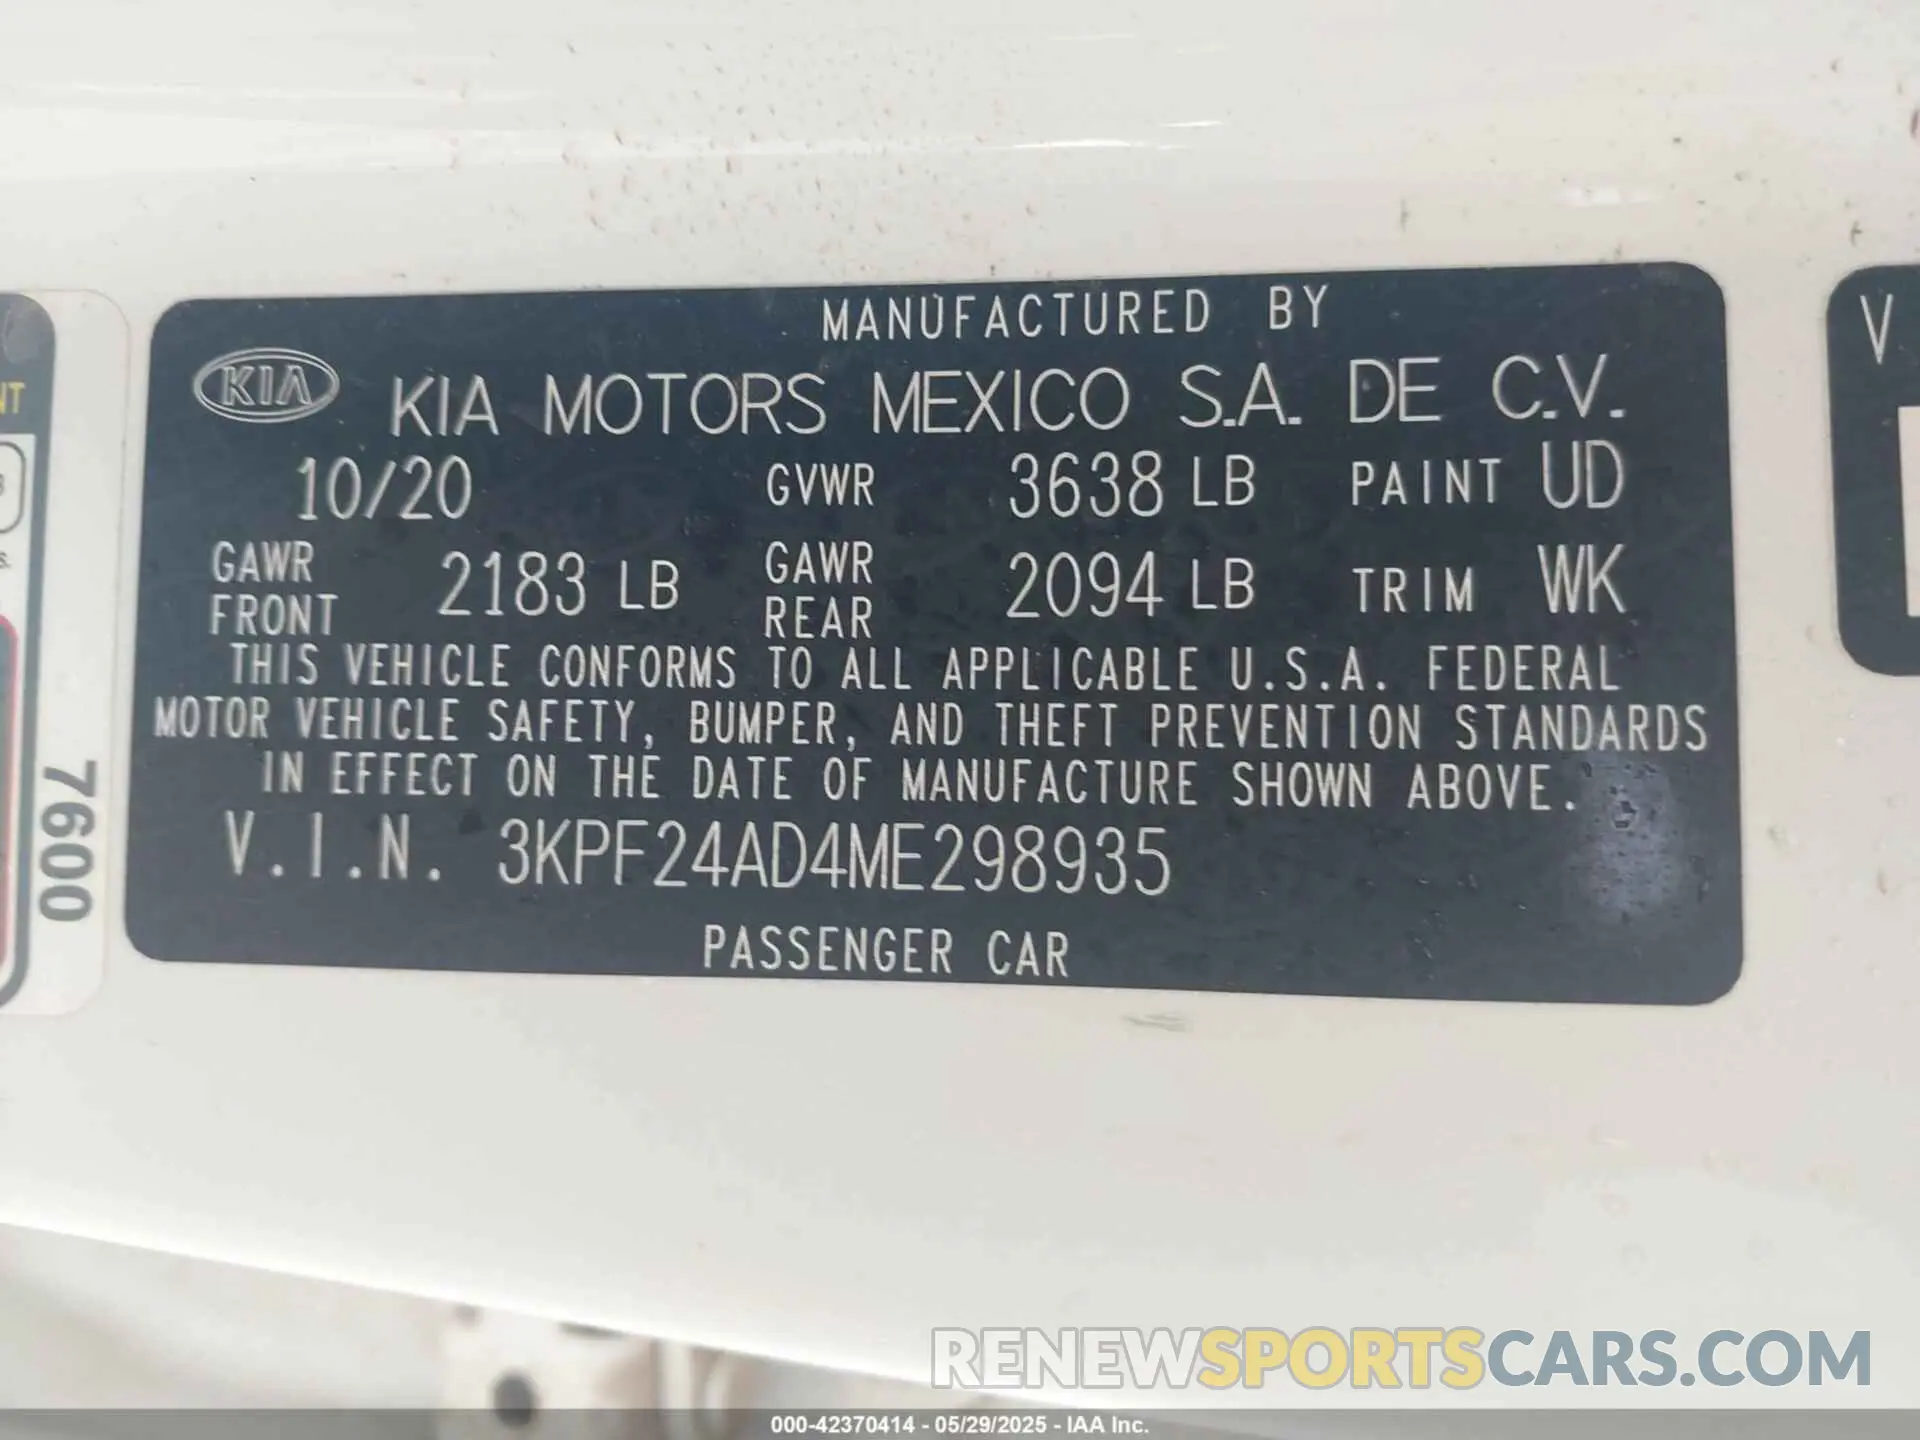 MANUFACTURED BY
KIA KIA MOTORS MEXICO S.A. DE C.V.
10/20 GVWR 3638 LB PAINT UD
GAWR FRONT 2183 LB GAWR REAR 2094 LB TRIM WK
THIS VEHICLE CONFORMS TO ALL APPLICABLE U.S.A. FEDERAL
MOTOR VEHICLE SAFETY, BUMPER, AND THEFT PREVENTION STANDARDS
IN EFFECT ON THE DATE OF MANUFACTURE SHOWN ABOVE.
V.I.N. 3KPF24AD4ME298935
PASSENGER CAR
NT
7600
V
RENEWSPORTSCARS.COM
000-42370414 - 05/29/2025 - IAA Inc.